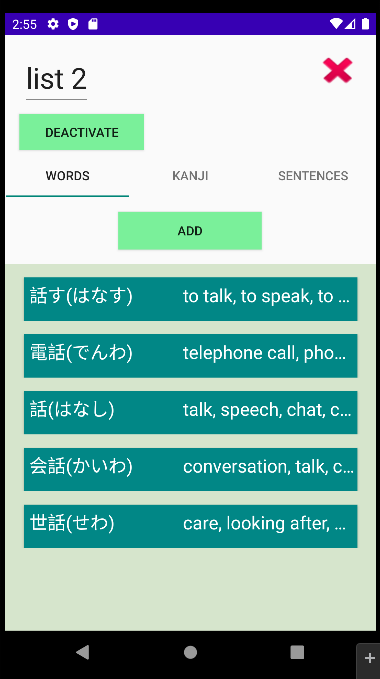 2:55
list 2
DEACTIVATE
WORDS KANJI SENTENCES
ADD
話す(はなす) to talk, to speak, to ...
電話(でんわ) telephone call, pho...
話(はなし) talk, speech, chat, c...
会話(かいわ) conversation, talk, c...
世話(せわ) care, looking after, ...